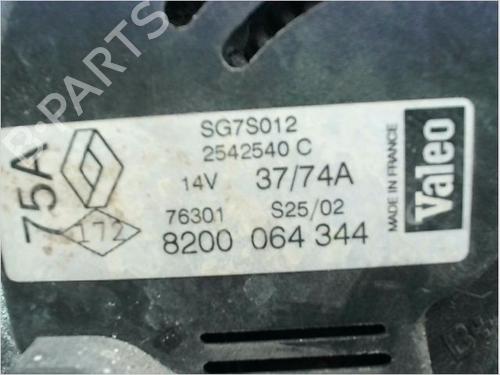 B-PARTS
SG7S012
2542540 C
14V 37/74A
76301 S25/02
8200 064 344
75A
172
MADE IN FRANCE
Valeo